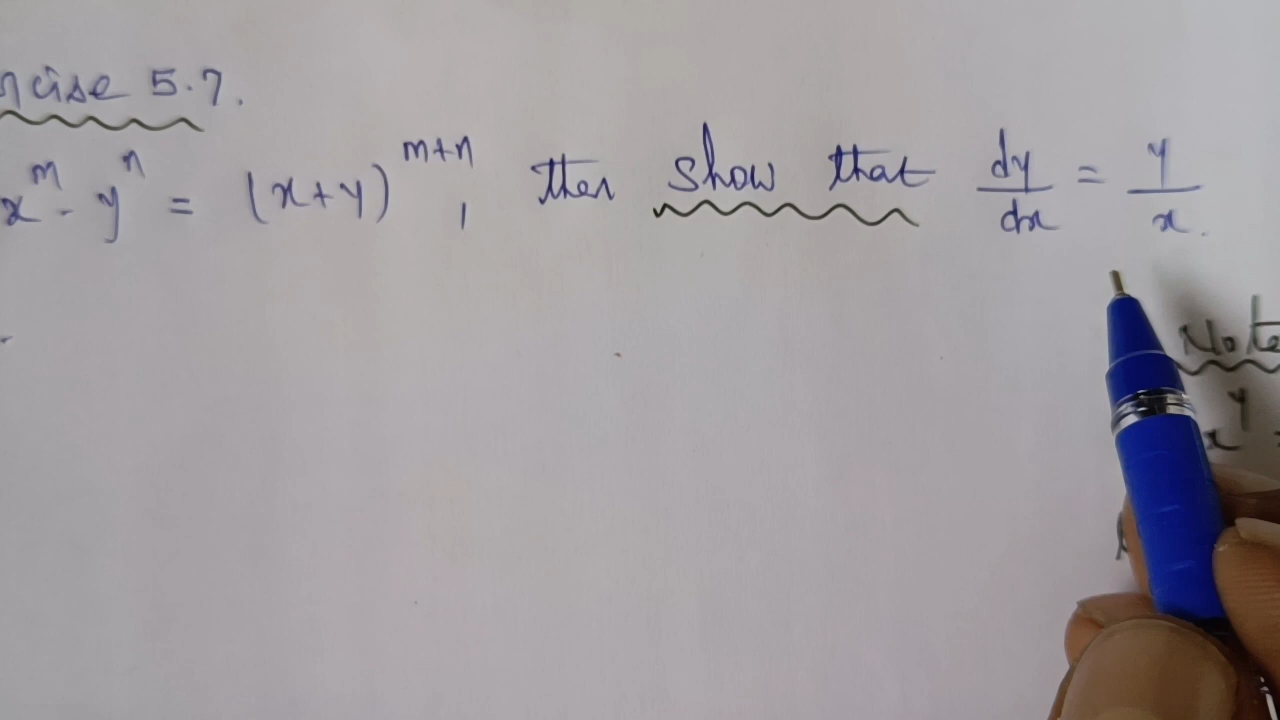 rcise 5.7.
x^m . y^n = (x+y)^{m+n}, then show that dy/dx = y/x.
Note
x^y